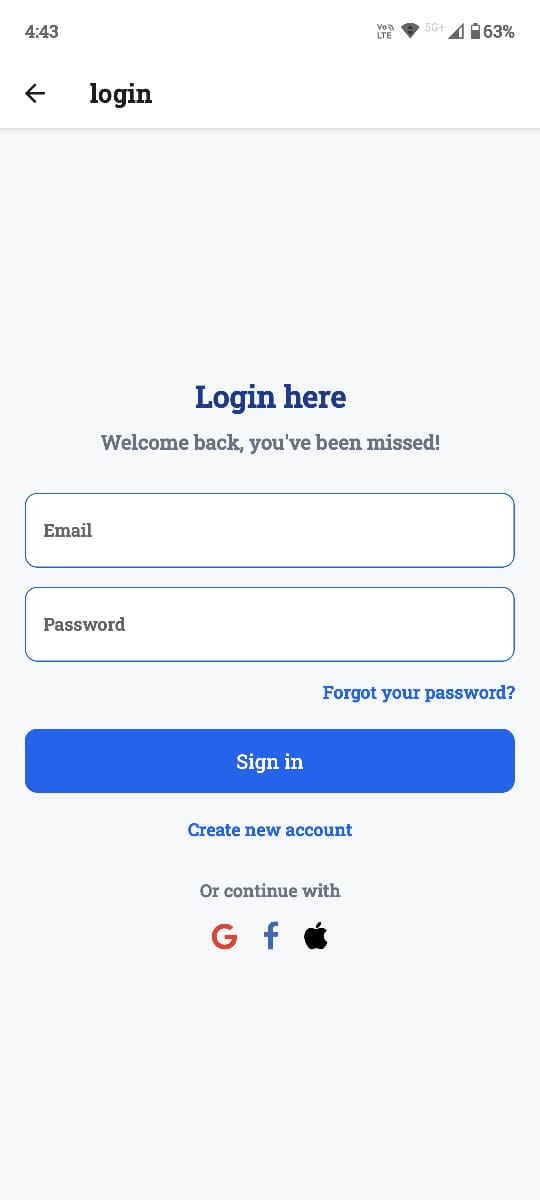 4:43 Vo LTE 5G+ 63%
login
Login here
Welcome back, you've been missed!
Email
Password
Forgot your password?
Sign in
Create new account
Or continue with